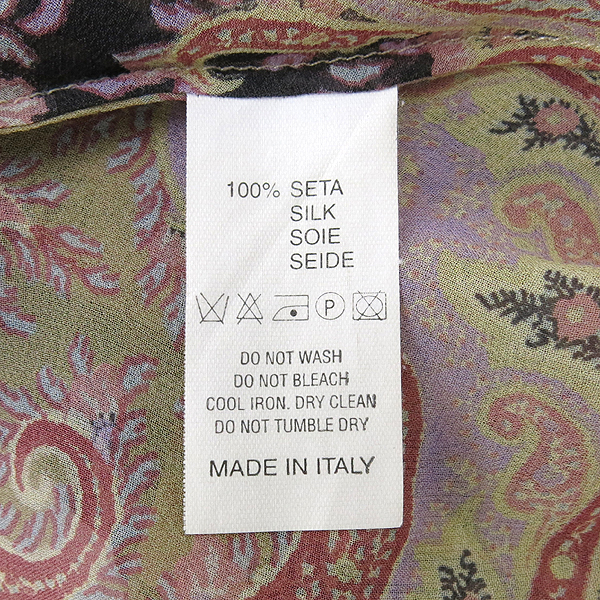 100% SETA
SILK
SOIE
SEIDE
P
DO NOT WASH
DO NOT BLEACH
COOL IRON. DRY CLEAN
DO NOT TUMBLE DRY
MADE IN ITALY